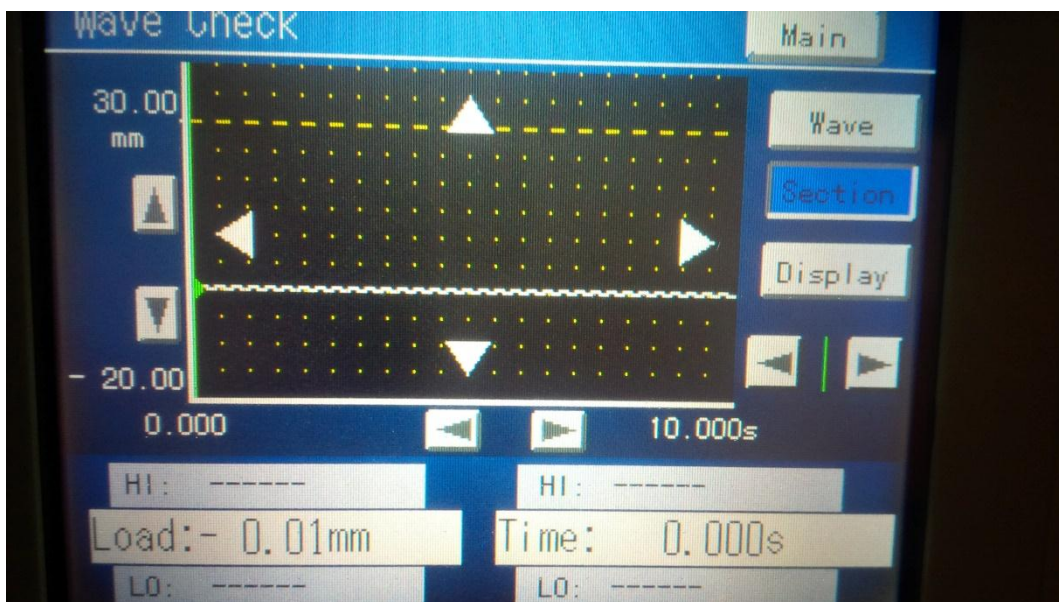 Wave Check
Main
30.00
mm
Wave
Section
Display
- 20.00
0.000
10.000s
HI: ------
HI: ------
Load:- 0.01mm
Time: 0.000s
LO: ------
LO: ------